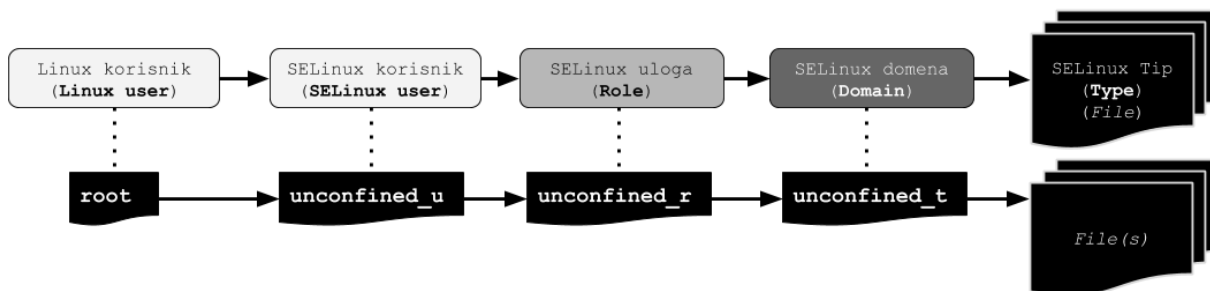 Linux korisnik
(Linux user)
SELinux korisnik
(SELinux user)
SELinux uloga
(Role)
SELinux domena
(Domain)
SELinux Tip
(Type)
(File)
root
unconfined_u
unconfined_r
unconfined_t
File(s)